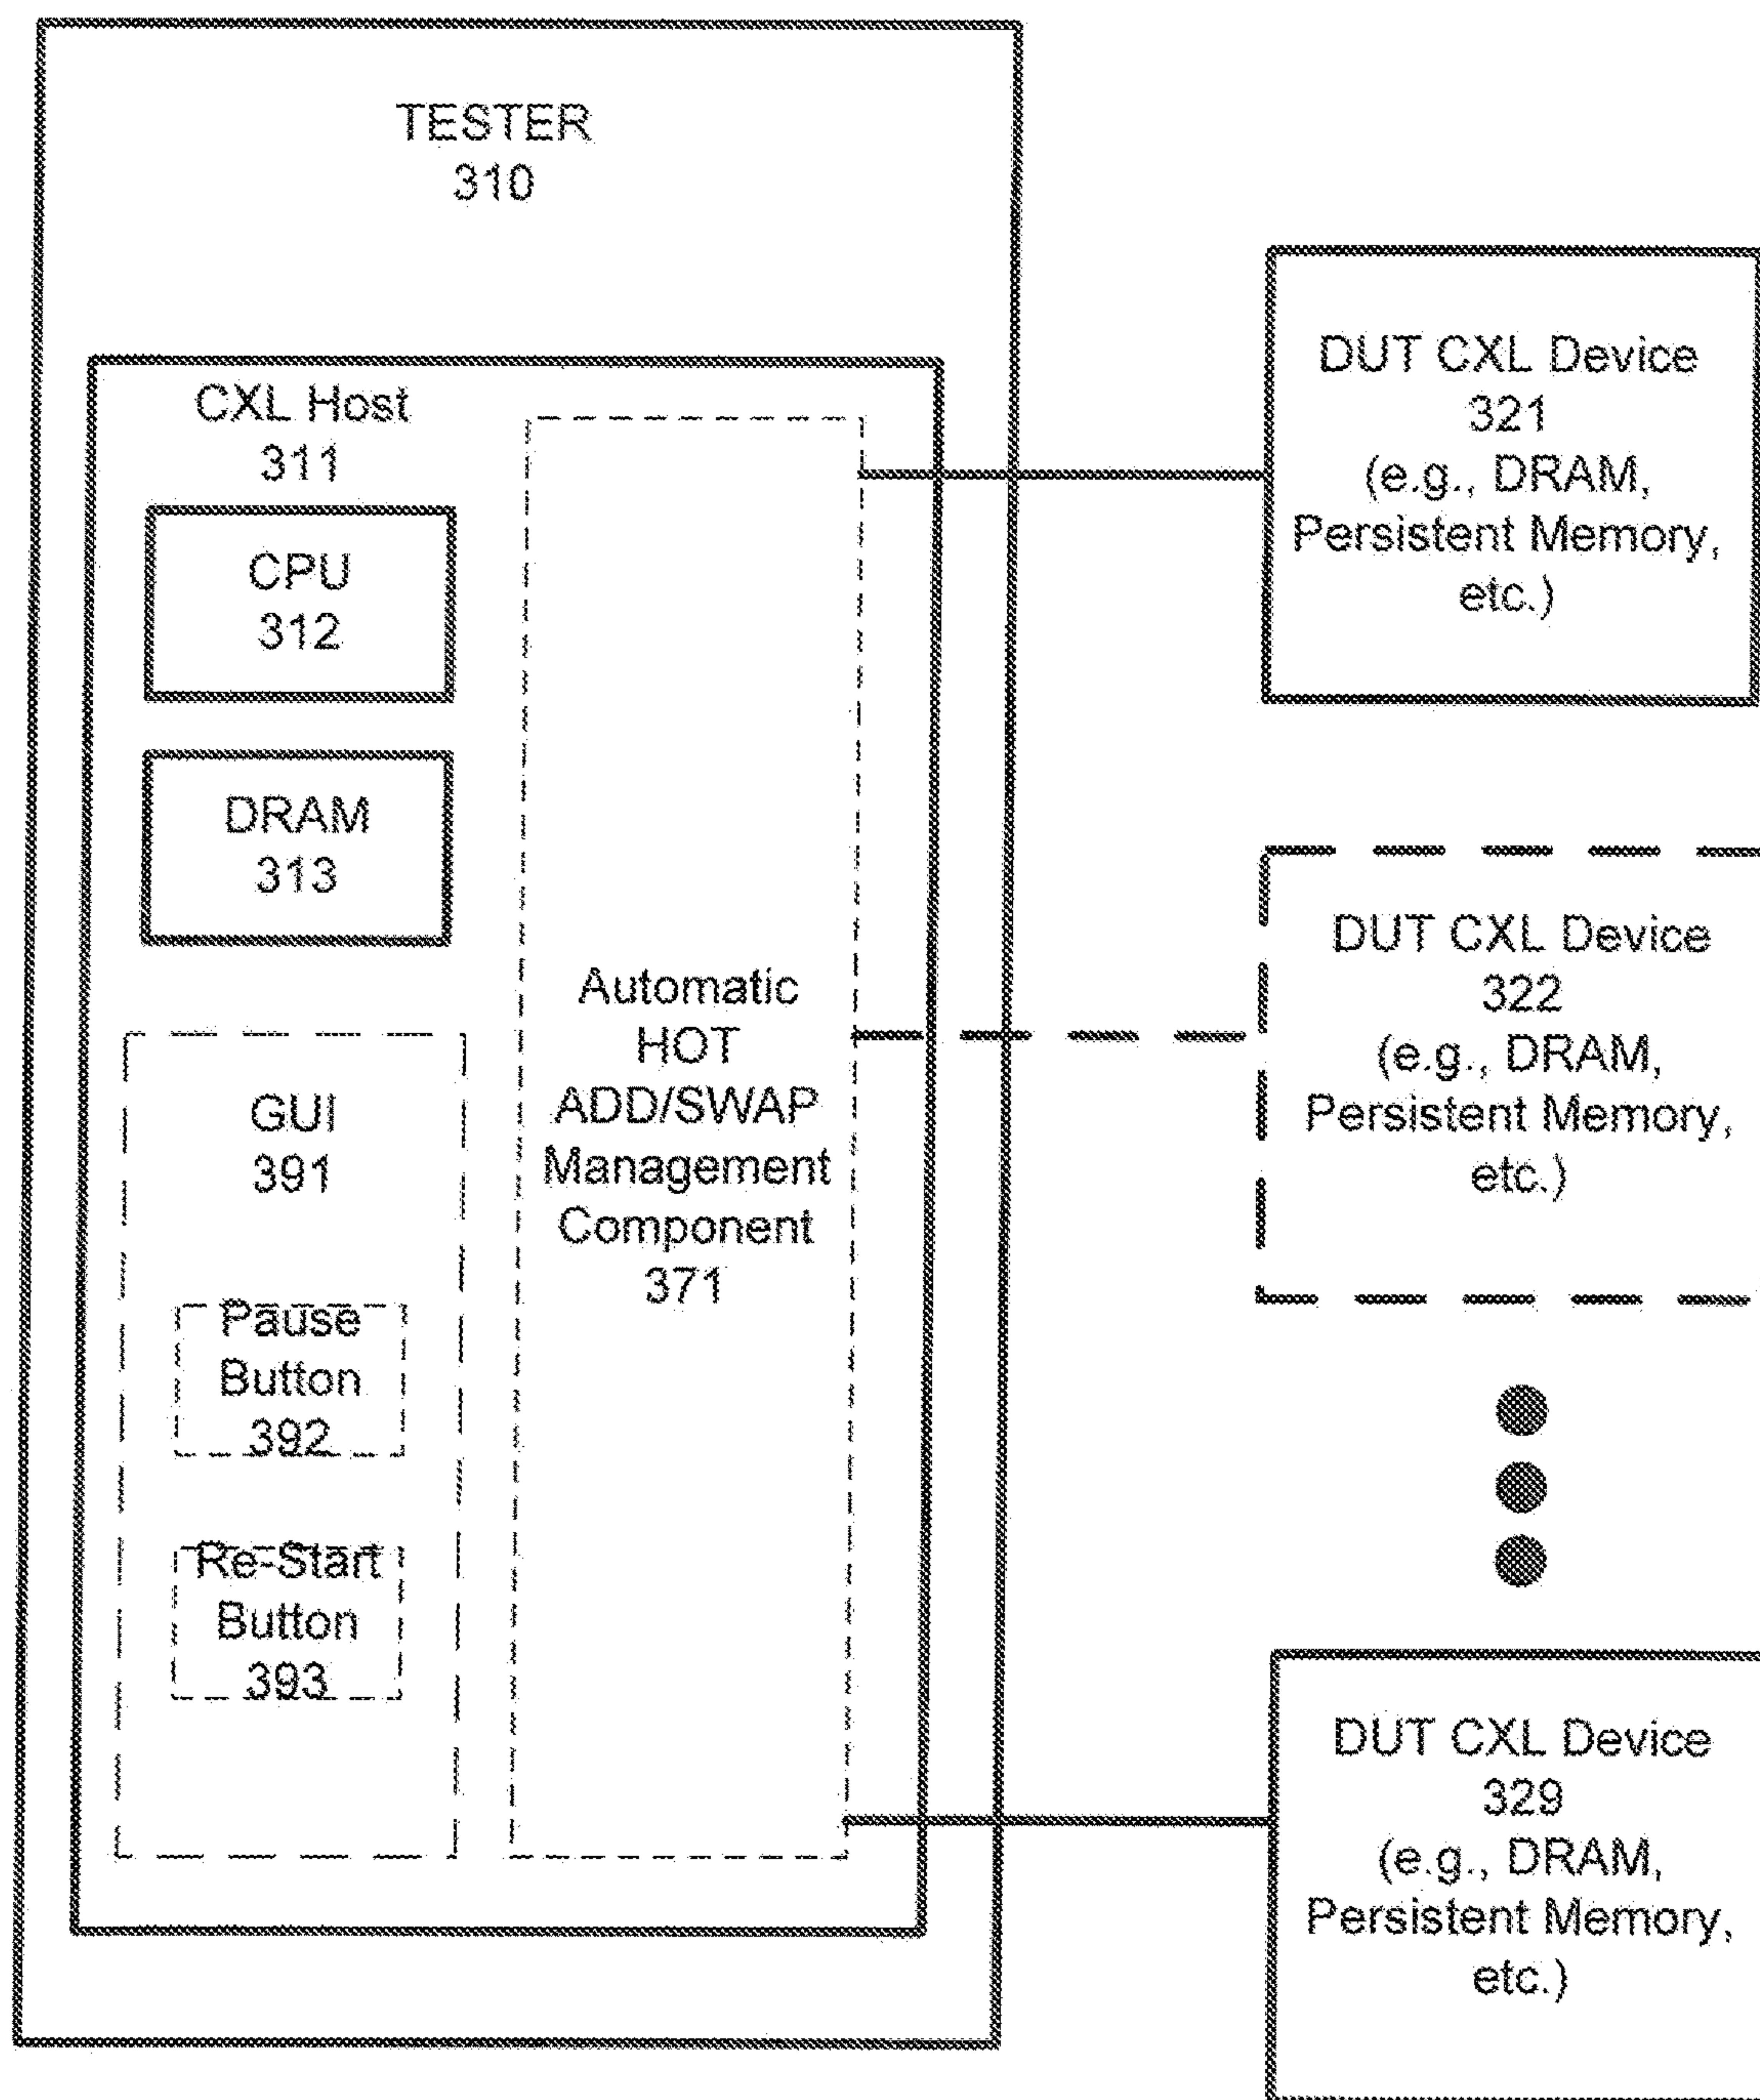 TESTER
310
CXL Host
311
CPU
312
DRAM
313
GUI
391
Pause
Button
392
Re-Start
Button
393
Automatic
HOT
ADD/SWAP
Management
Component
371
DUT CXL Device
321
(e.g., DRAM,
Persistent Memory,
etc.)
DUT CXL Device
322
(e.g., DRAM,
Persistent Memory,
etc.)
DUT CXL Device
329
(e.g., DRAM,
Persistent Memory,
etc.)